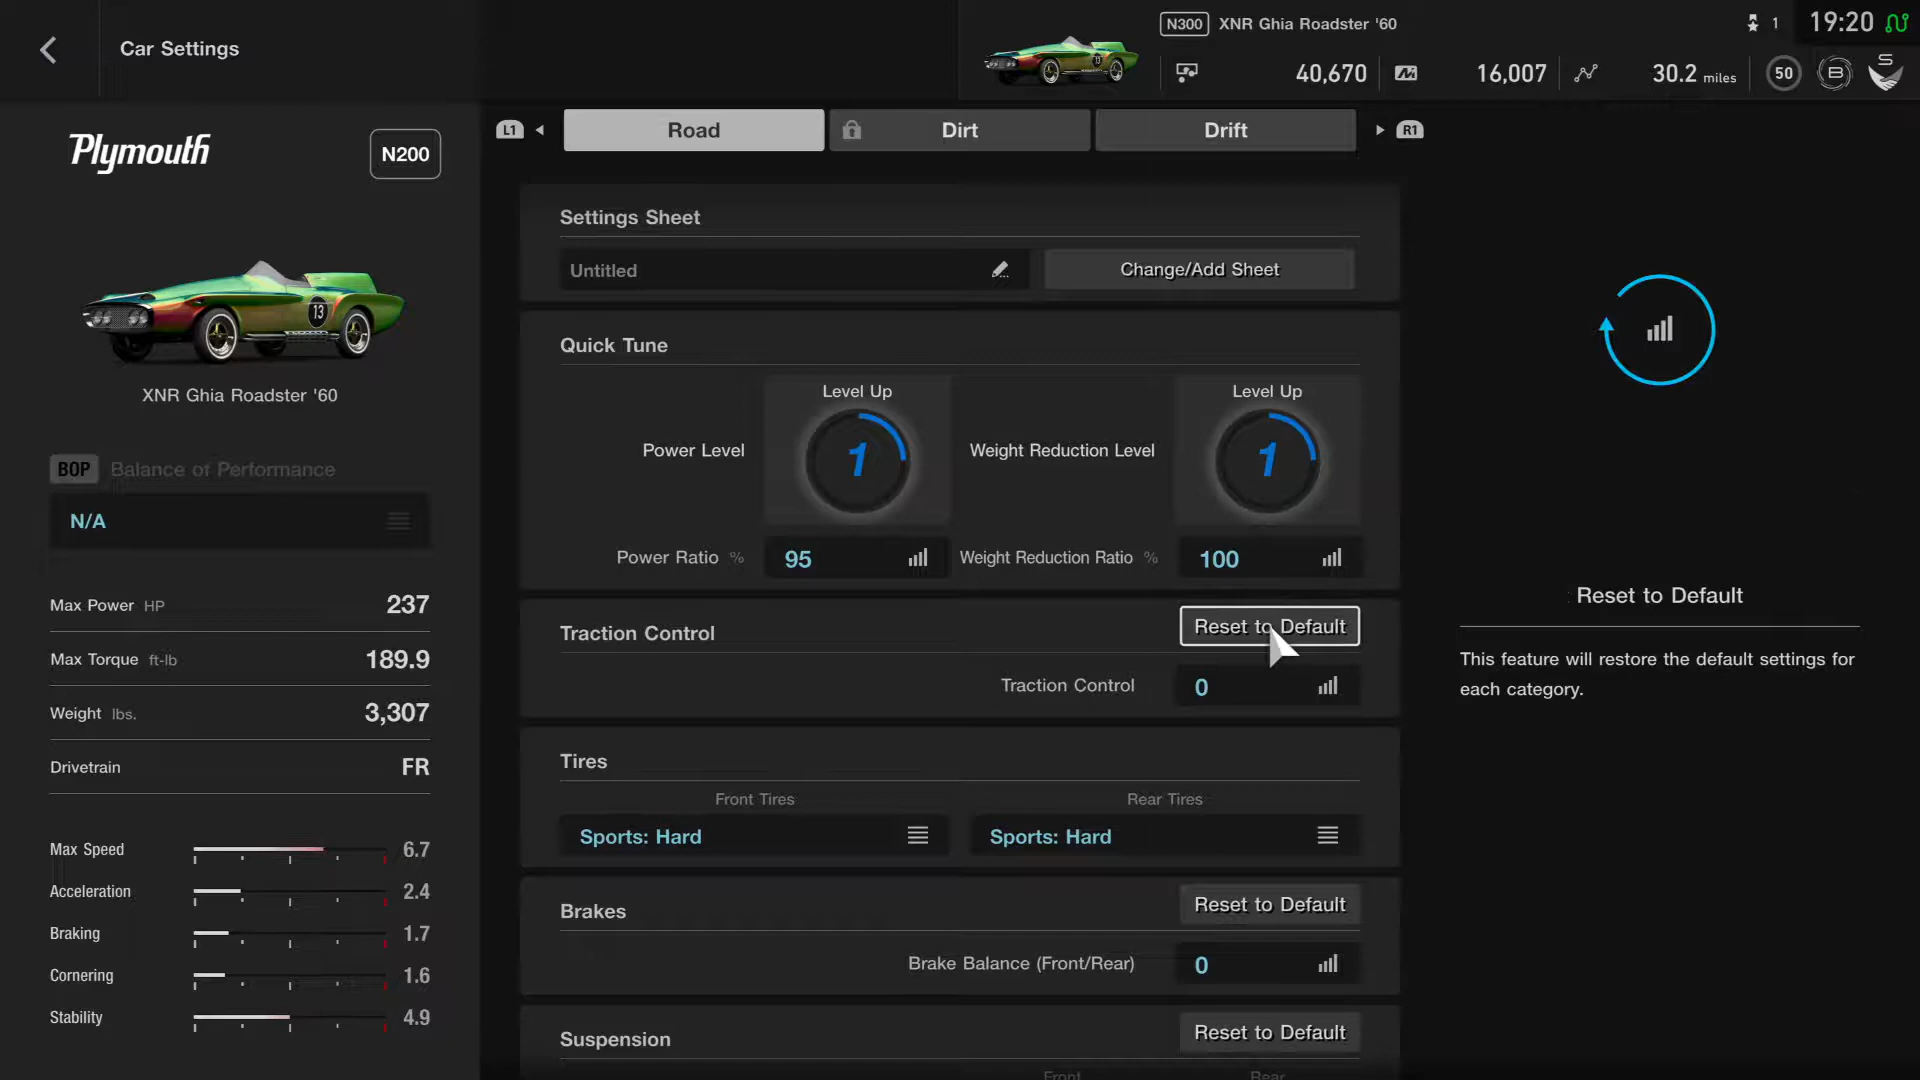 Car Settings
N300 XNR Ghia Roadster '60
1
19:20
40,670
16,007
30.2 miles
50
B
S
L1
Road
Dirt
Drift
R1
Plymouth
N200
13
XNR Ghia Roadster '60
BOP Balance of Performance
N/A
Max Power HP 237
Max Torque ft-lb 189.9
Weight lbs. 3,307
Drivetrain FR
Max Speed 6.7
Acceleration 2.4
Braking 1.7
Cornering 1.6
Stability 4.9
Settings Sheet
Untitled
Change/Add Sheet
Quick Tune
Level Up
Level Up
Power Level 1
Weight Reduction Level 1
Power Ratio % 95
Weight Reduction Ratio % 100
Traction Control
Reset to Default
Traction Control 0
Tires
Front Tires
Rear Tires
Sports: Hard
Sports: Hard
Brakes
Reset to Default
Brake Balance (Front/Rear) 0
Suspension
Reset to Default
Front
Rear
Reset to Default
This feature will restore the default settings for
each category.